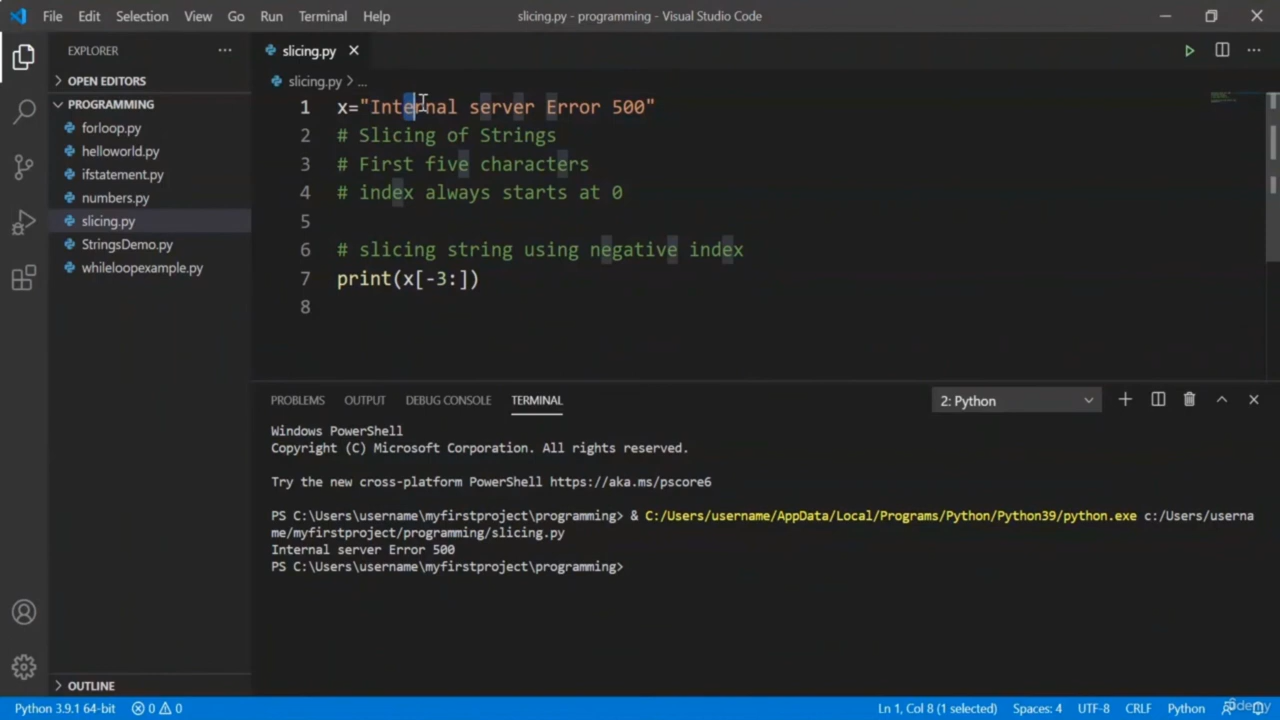 File Edit Selection View Go Run Terminal Help slicing.py - programming - Visual Studio Code
EXPLORER
OPEN EDITORS
PROGRAMMING
forloop.py
helloworld.py
ifstatement.py
numbers.py
slicing.py
StringsDemo.py
whileloopexample.py
OUTLINE
slicing.py
slicing.py > ...
1 x="Internal server Error 500"
2 # Slicing of Strings
3 # First five characters
4 # index always starts at 0
5
6 # slicing string using negative index
7 print(x[-3:])
8
PROBLEMS OUTPUT DEBUG CONSOLE TERMINAL 2: Python
Windows PowerShell
Copyright (C) Microsoft Corporation. All rights reserved.
Try the new cross-platform PowerShell https://aka.ms/pscore6
PS C:\Users\username\myfirstproject\programming> & C:/Users/username/AppData/Local/Programs/Python/Python39/python.exe c:/Users/userna
me/myfirstproject/programming/slicing.py
Internal server Error 500
PS C:\Users\username\myfirstproject\programming>
Python 3.9.1 64-bit 0 0 Ln 1, Col 8 (1 selected) Spaces: 4 UTF-8 CRLF Python
Udemy